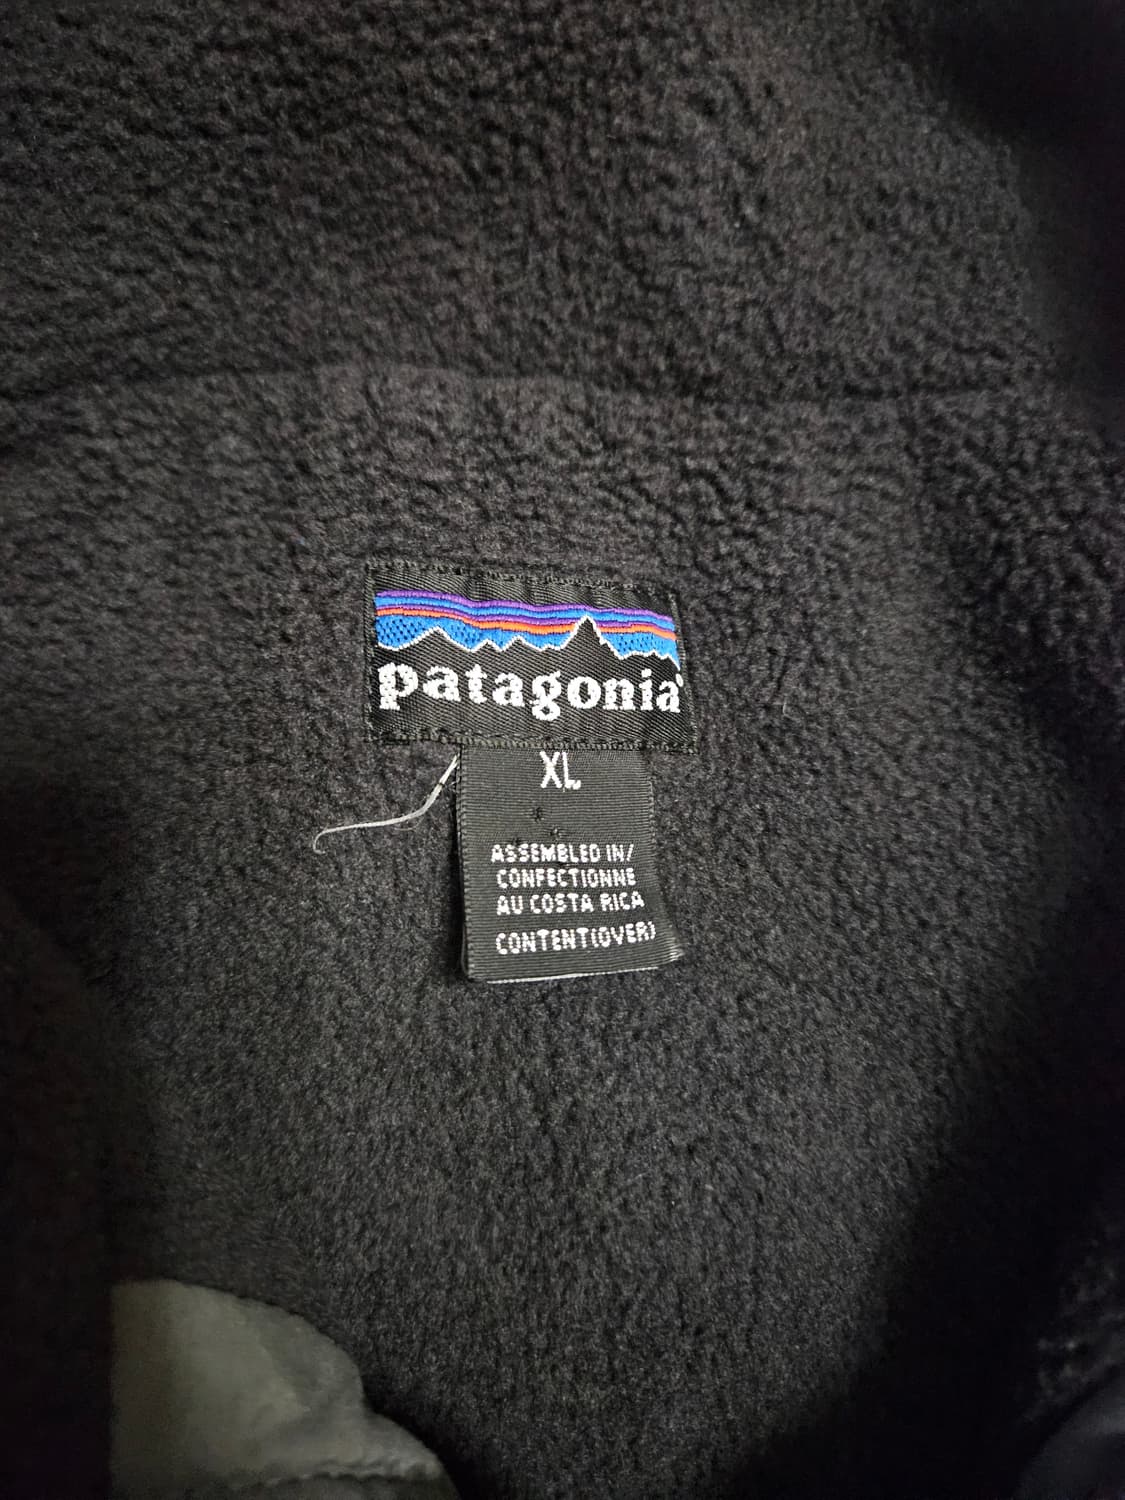 patagonia®
XL
ASSEMBLED IN/
CONFECTIONNE
AU COSTA RICA
CONTENT(OVER)